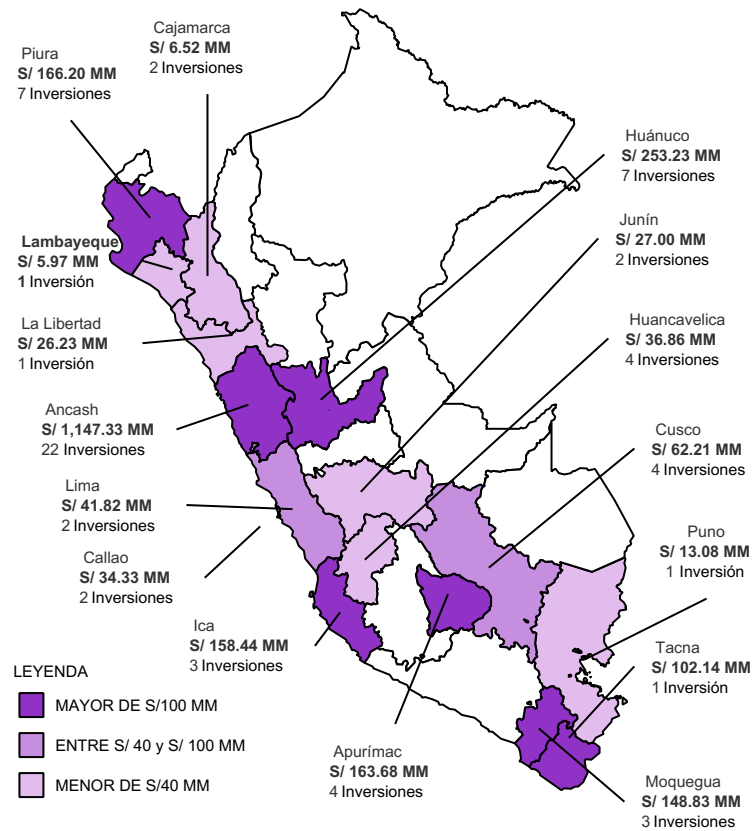 Cajamarca
S/ 6.52 MM
2 Inversiones
Piura
S/ 166.20 MM
7 Inversiones
Huánuco
S/ 253.23 MM
7 Inversiones
Junín
S/ 27.00 MM
2 Inversiones
Lambayeque
S/ 5.97 MM
1 Inversión
La Libertad
S/ 26.23 MM
1 Inversión
Huancavelica
S/ 36.86 MM
4 Inversiones
Ancash
S/ 1,147.33 MM
22 Inversiones
Cusco
S/ 62.21 MM
4 Inversiones
Lima
S/ 41.82 MM
2 Inversiones
Puno
S/ 13.08 MM
1 Inversión
Callao
S/ 34.33 MM
2 Inversiones
Ica
S/ 158.44 MM
3 Inversiones
Tacna
S/ 102.14 MM
1 Inversión
LEYENDA
MAYOR DE S/100 MM
ENTRE S/ 40 y S/ 100 MM
MENOR DE S/40 MM
Apurímac
S/ 163.68 MM
4 Inversiones
Moquegua
S/ 148.83 MM
3 Inversiones